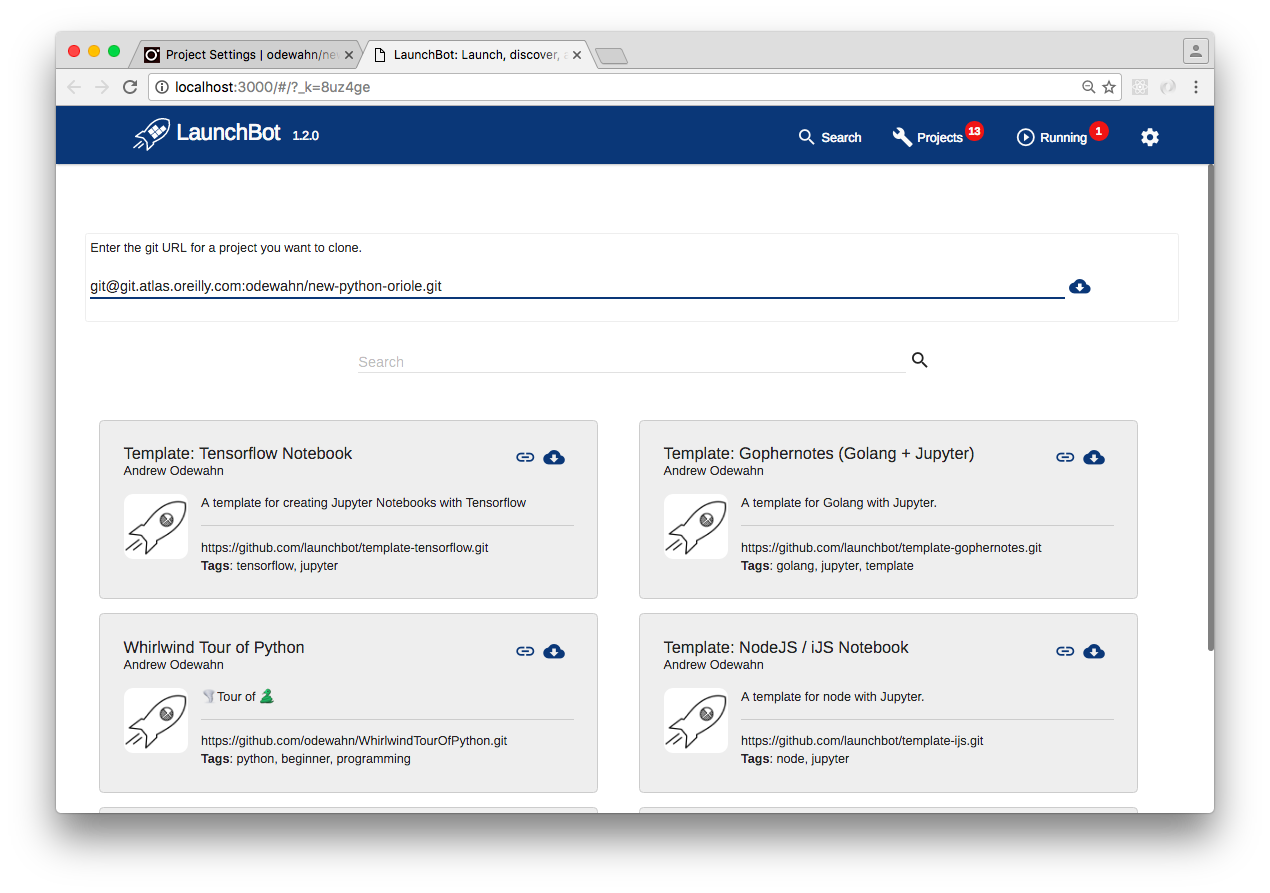 Project Settings | odewahn/ne
LaunchBot: Launch, discover, a
localhost:3000/#/?_k=8uz4ge
LaunchBot 1.2.0
Search
Projects 13
Running 1
Enter the git URL for a project you want to clone.
git@git.atlas.oreilly.com:odewahn/new-python-oriole.git
Search
Template: Tensorflow Notebook
Andrew Odewahn
A template for creating Jupyter Notebooks with Tensorflow
https://github.com/launchbot/template-tensorflow.git
Tags: tensorflow, jupyter
Template: Gophernotes (Golang + Jupyter)
Andrew Odewahn
A template for Golang with Jupyter.
https://github.com/launchbot/template-gophernotes.git
Tags: golang, jupyter, template
Whirlwind Tour of Python
Andrew Odewahn
🌪Tour of 🐍
https://github.com/odewahn/WhirlwindTourOfPython.git
Tags: python, beginner, programming
Template: NodeJS / iJS Notebook
Andrew Odewahn
A template for node with Jupyter.
https://github.com/launchbot/template-ijs.git
Tags: node, jupyter